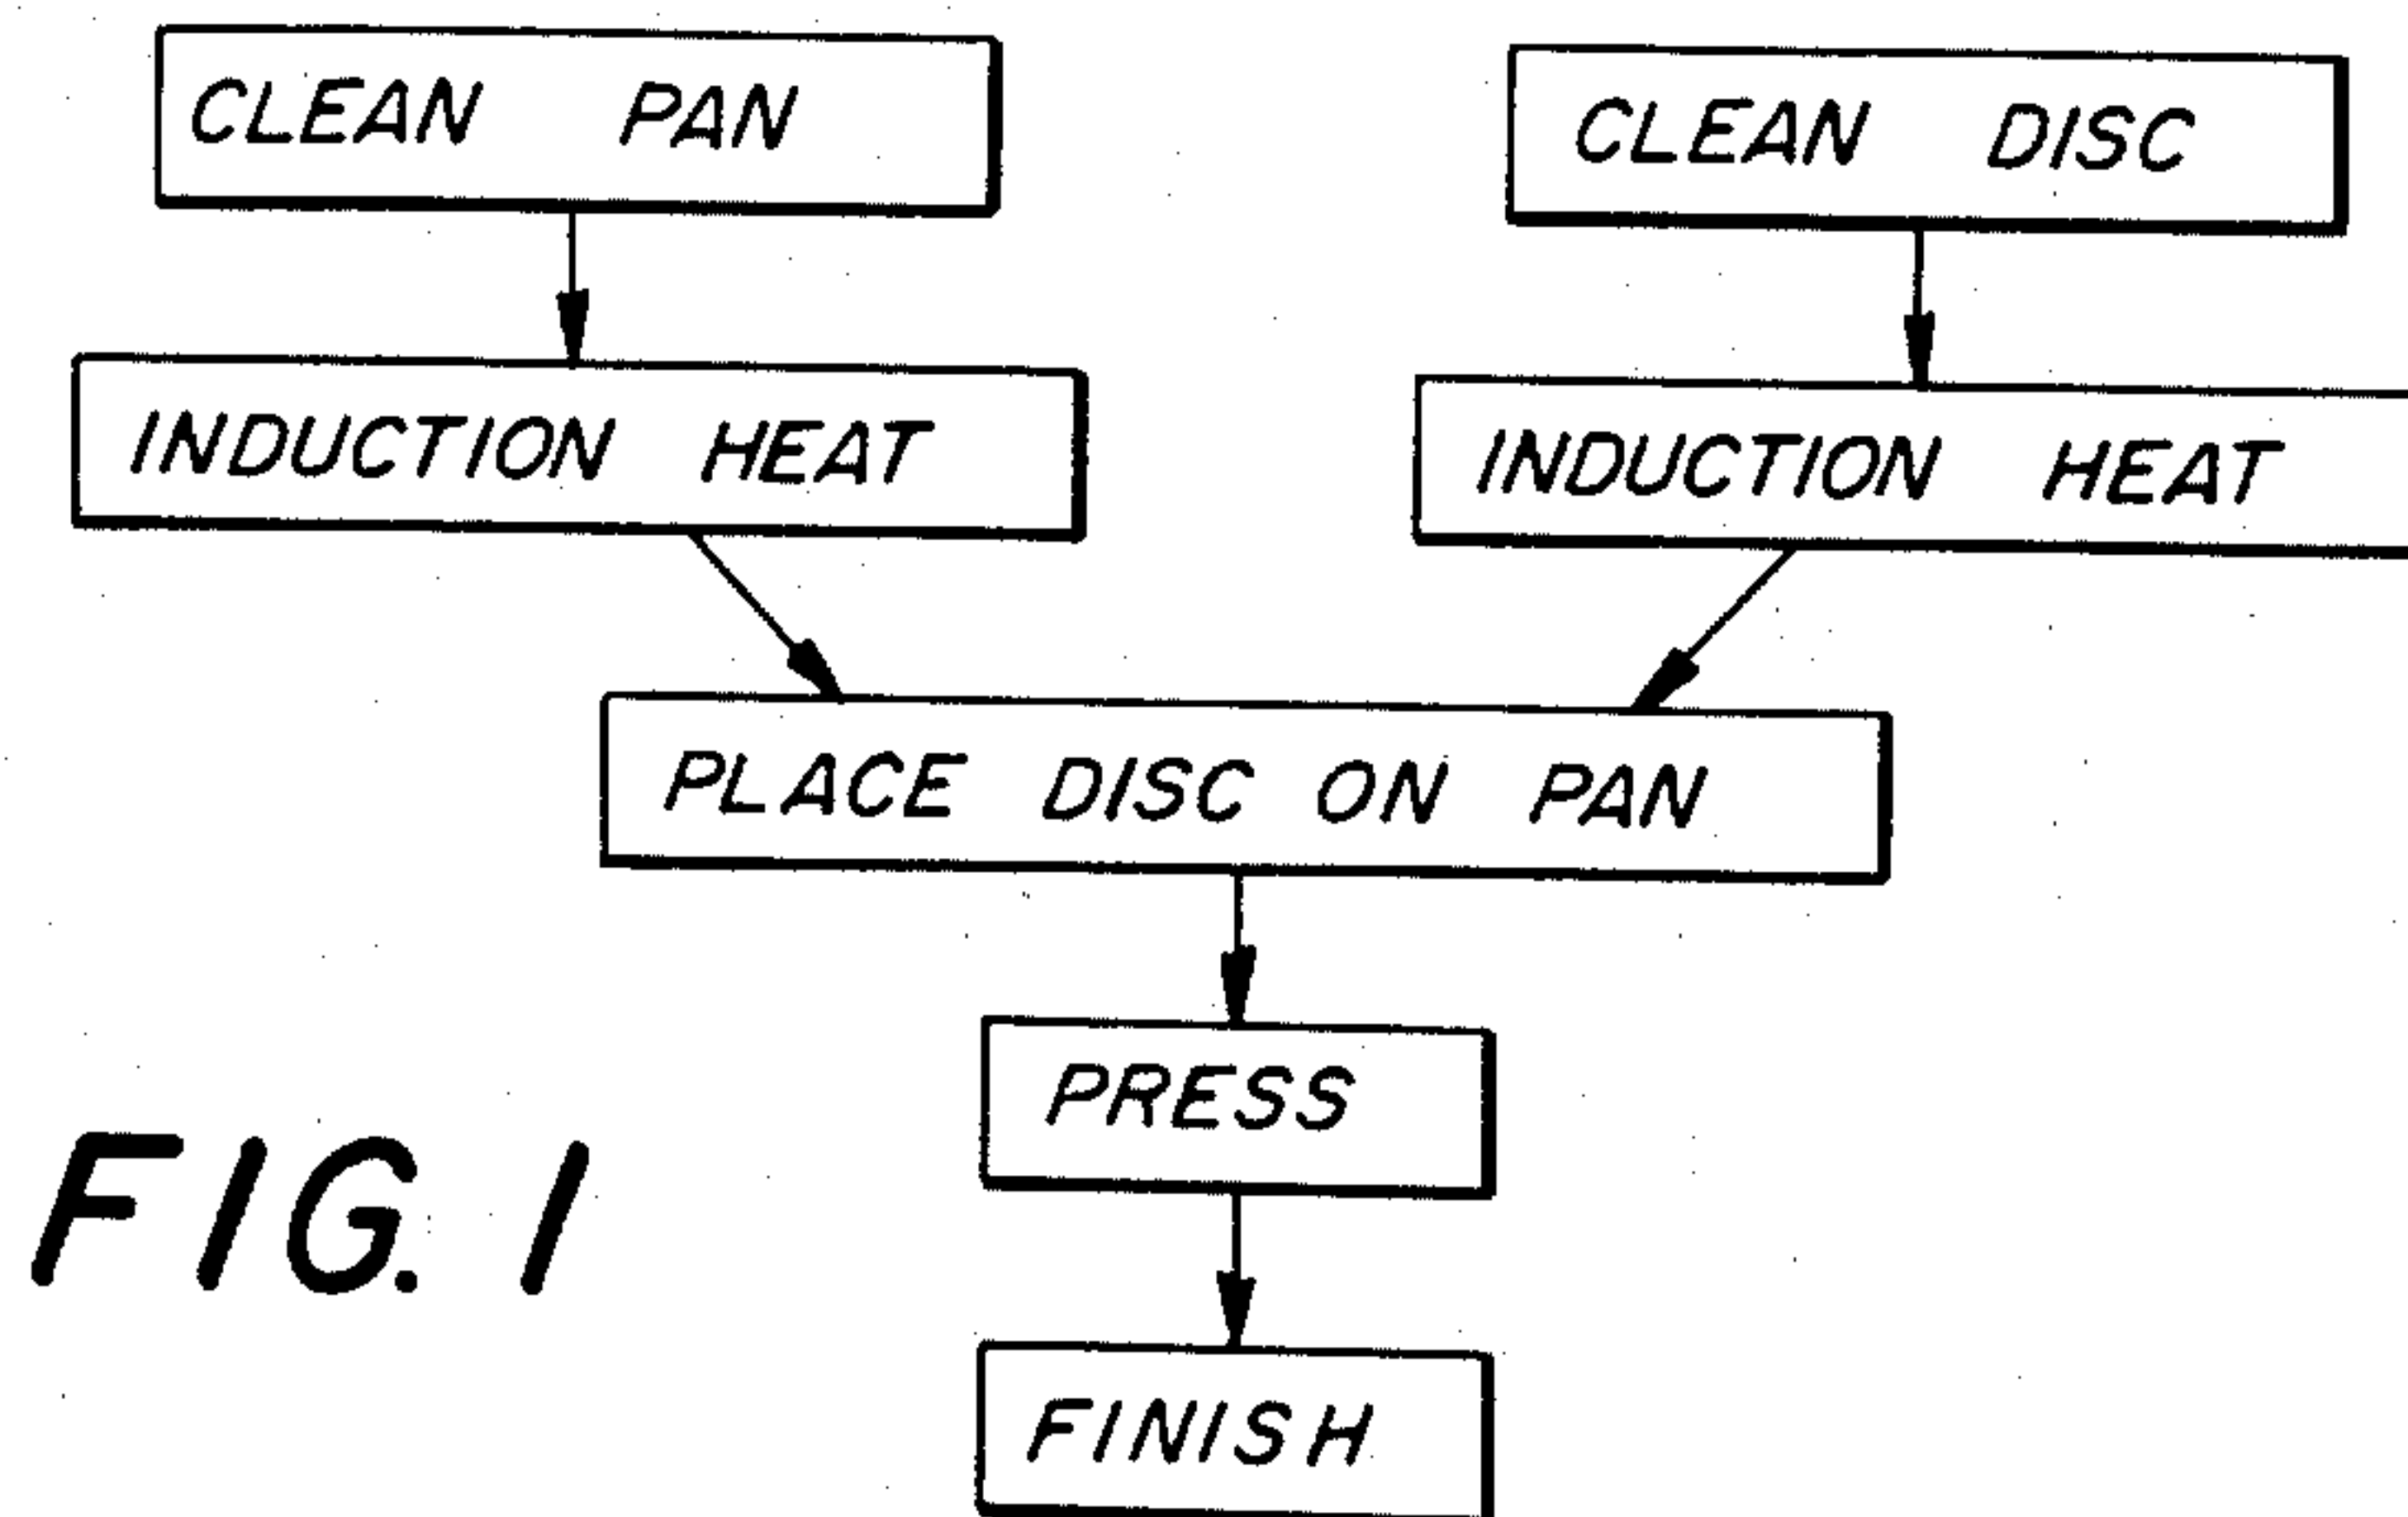 CLEAN PAN
CLEAN DISC
INDUCTION HEAT
INDUCTION HEAT
PLACE DISC ON PAN
PRESS
FINISH
FIG. 1